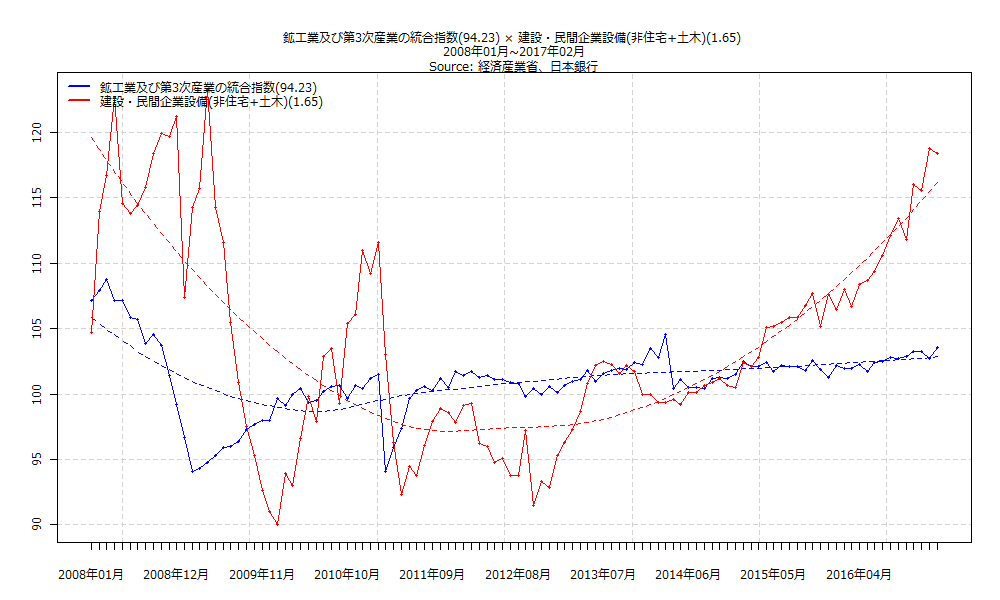 鉱工業及び第3次産業の統合指数(94.23) × 建設・民間企業設備(非住宅+土木)(1.65)
2008年01月~2017年02月
Source: 経済産業省、日本銀行
鉱工業及び第3次産業の統合指数(94.23)
建設・民間企業設備(非住宅+土木)(1.65)
120
115
110
105
100
95
90
2008年01月 2008年12月 2009年11月 2010年10月 2011年09月 2012年08月 2013年07月 2014年06月 2015年05月 2016年04月